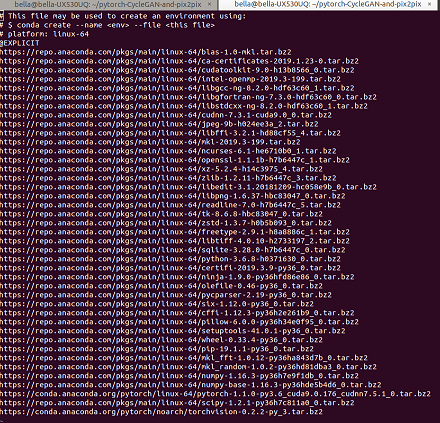 bella@bella-UX530UQ: ~/pytorch-CycleGAN-and-pix2pix
bella@bella-UX530UQ: ~/pytorch-CycleGAN-and-pix2pix
# This file may be used to create an environment using:
# $ conda create --name <env> --file <this file>
# platform: linux-64
@EXPLICIT
https://repo.anaconda.com/pkgs/main/linux-64/blas-1.0-mkl.tar.bz2
https://repo.anaconda.com/pkgs/main/linux-64/ca-certificates-2019.1.23-0.tar.bz2
https://repo.anaconda.com/pkgs/main/linux-64/cudatoolkit-9.0-h13b8566_0.tar.bz2
https://repo.anaconda.com/pkgs/main/linux-64/intel-openmp-2019.3-199.tar.bz2
https://repo.anaconda.com/pkgs/main/linux-64/libgcc-ng-8.2.0-hdf63c60_1.tar.bz2
https://repo.anaconda.com/pkgs/main/linux-64/libgfortran-ng-7.3.0-hdf63c60_0.tar.bz2
https://repo.anaconda.com/pkgs/main/linux-64/libstdcxx-ng-8.2.0-hdf63c60_1.tar.bz2
https://repo.anaconda.com/pkgs/main/linux-64/cudnn-7.3.1-cuda9.0_0.tar.bz2
https://repo.anaconda.com/pkgs/main/linux-64/jpeg-9b-h024ee3a_2.tar.bz2
https://repo.anaconda.com/pkgs/main/linux-64/libffi-3.2.1-hd88cf55_4.tar.bz2
https://repo.anaconda.com/pkgs/main/linux-64/mkl-2019.3-199.tar.bz2
https://repo.anaconda.com/pkgs/main/linux-64/ncurses-6.1-he6710b0_1.tar.bz2
https://repo.anaconda.com/pkgs/main/linux-64/openssl-1.1.1b-h7b6447c_1.tar.bz2
https://repo.anaconda.com/pkgs/main/linux-64/xz-5.2.4-h14c3975_4.tar.bz2
https://repo.anaconda.com/pkgs/main/linux-64/zlib-1.2.11-h7b6447c_3.tar.bz2
https://repo.anaconda.com/pkgs/main/linux-64/libedit-3.1.20181209-hc058e9b_0.tar.bz2
https://repo.anaconda.com/pkgs/main/linux-64/libpng-1.6.37-hbc83047_0.tar.bz2
https://repo.anaconda.com/pkgs/main/linux-64/readline-7.0-h7b6447c_5.tar.bz2
https://repo.anaconda.com/pkgs/main/linux-64/tk-8.6.8-hbc83047_0.tar.bz2
https://repo.anaconda.com/pkgs/main/linux-64/zstd-1.3.7-h0b5b093_0.tar.bz2
https://repo.anaconda.com/pkgs/main/linux-64/freetype-2.9.1-h8a8886c_1.tar.bz2
https://repo.anaconda.com/pkgs/main/linux-64/libtiff-4.0.10-h2733197_2.tar.bz2
https://repo.anaconda.com/pkgs/main/linux-64/sqlite-3.28.0-h7b6447c_0.tar.bz2
https://repo.anaconda.com/pkgs/main/linux-64/python-3.6.8-h0371630_0.tar.bz2
https://repo.anaconda.com/pkgs/main/linux-64/certifi-2019.3.9-py36_0.tar.bz2
https://repo.anaconda.com/pkgs/main/linux-64/ninja-1.9.0-py36hfd86e86_0.tar.bz2
https://repo.anaconda.com/pkgs/main/linux-64/olefile-0.46-py36_0.tar.bz2
https://repo.anaconda.com/pkgs/main/linux-64/pycparser-2.19-py36_0.tar.bz2
https://repo.anaconda.com/pkgs/main/linux-64/six-1.12.0-py36_0.tar.bz2
https://repo.anaconda.com/pkgs/main/linux-64/cffi-1.12.3-py36h2e261b9_0.tar.bz2
https://repo.anaconda.com/pkgs/main/linux-64/pillow-6.0.0-py36h34e0f95_0.tar.bz2
https://repo.anaconda.com/pkgs/main/linux-64/setuptools-41.0.1-py36_0.tar.bz2
https://repo.anaconda.com/pkgs/main/linux-64/wheel-0.33.4-py36_0.tar.bz2
https://repo.anaconda.com/pkgs/main/linux-64/pip-19.1.1-py36_0.tar.bz2
https://repo.anaconda.com/pkgs/main/linux-64/mkl_fft-1.0.12-py36ha843d7b_0.tar.bz2
https://repo.anaconda.com/pkgs/main/linux-64/mkl_random-1.0.2-py36hd81dba3_0.tar.bz2
https://repo.anaconda.com/pkgs/main/linux-64/numpy-1.16.3-py36h7e9f1db_0.tar.bz2
https://repo.anaconda.com/pkgs/main/linux-64/numpy-base-1.16.3-py36hde5b4d6_0.tar.bz2
https://conda.anaconda.org/pytorch/linux-64/pytorch-1.1.0-py3.6_cuda9.0.176_cudnn7.5.1_0.tar.bz2
https://repo.anaconda.com/pkgs/main/linux-64/scipy-1.2.1-py36h7c811a0_0.tar.bz2
https://conda.anaconda.org/pytorch/noarch/torchvision-0.2.2-py_3.tar.bz2